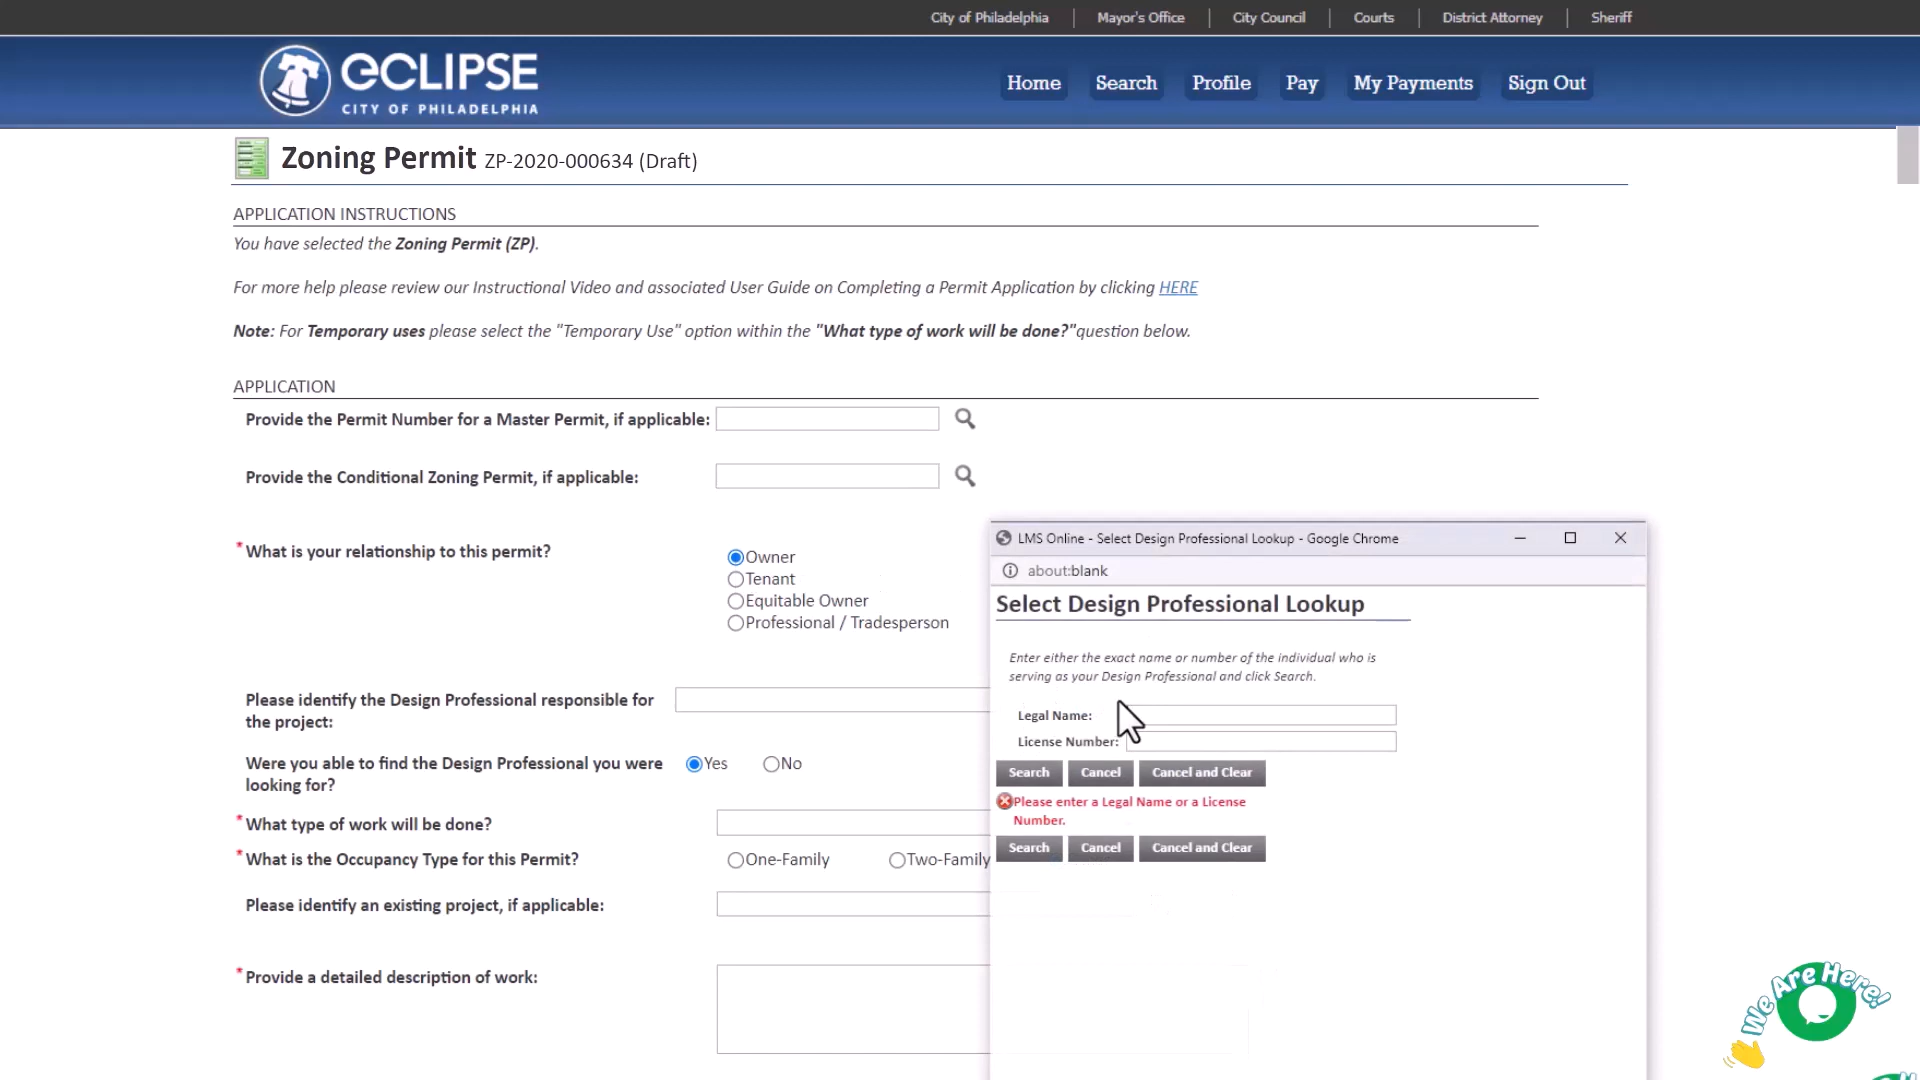 City of Philadelphia
Mayor's Office
City Council
Courts
District Attorney
Sheriff
eCLIPSE
CITY OF PHILADELPHIA
Home
Search
Profile
Pay
My Payments
Sign Out
Zoning Permit ZP-2020-000634 (Draft)
APPLICATION INSTRUCTIONS
You have selected the Zoning Permit (ZP).
For more help please review our Instructional Video and associated User Guide on Completing a Permit Application by clicking HERE
Note: For Temporary uses please select the "Temporary Use" option within the "What type of work will be done?"question below.
APPLICATION
Provide the Permit Number for a Master Permit, if applicable:
Provide the Conditional Zoning Permit, if applicable:
* What is your relationship to this permit?
Owner
Tenant
Equitable Owner
Professional / Tradesperson
Please identify the Design Professional responsible for
the project:
Were you able to find the Design Professional you were
looking for?
Yes
No
* What type of work will be done?
* What is the Occupancy Type for this Permit?
One-Family
Two-Family
Please identify an existing project, if applicable:
* Provide a detailed description of work:
LMS Online - Select Design Professional Lookup - Google Chrome
about:blank
Select Design Professional Lookup
Enter either the exact name or number of the individual who is
serving as your Design Professional and click Search.
Legal Name:
License Number:
Search
Cancel
Cancel and Clear
Please enter a Legal Name or a License
Number.
Search
Cancel
Cancel and Clear
We Are Here!